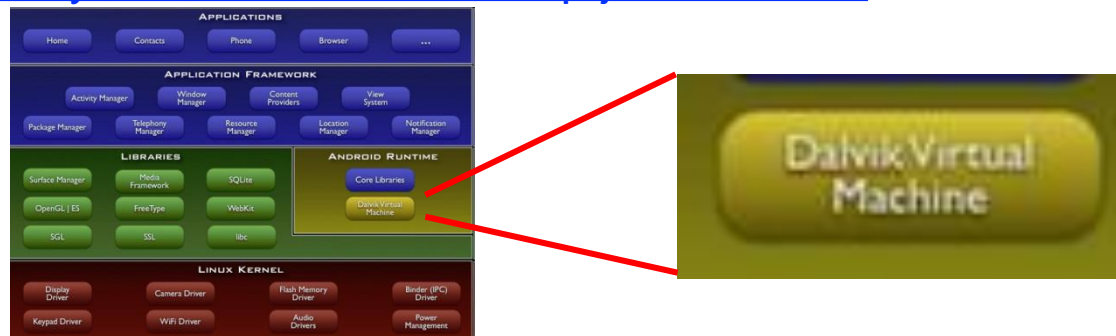 APPLICATIONS
Home
Contacts
Phone
Browser
...
APPLICATION FRAMEWORK
Activity Manager
Window
Manager
Content
Providers
View
System
Package Manager
Telephony
Manager
Resource
Manager
Location
Manager
Notification
Manager
LIBRARIES
Surface Manager
Media
Framework
SQLite
OpenGL | ES
FreeType
WebKit
SGL
SSL
libc
ANDROID RUNTIME
Core Libraries
Dalvik Virtual
Machine
LINUX KERNEL
Display
Driver
Camera Driver
Flash Memory
Driver
Binder (IPC)
Driver
Keypad Driver
WiFi Driver
Audio
Drivers
Power
Management
Dalvik Virtual
Machine